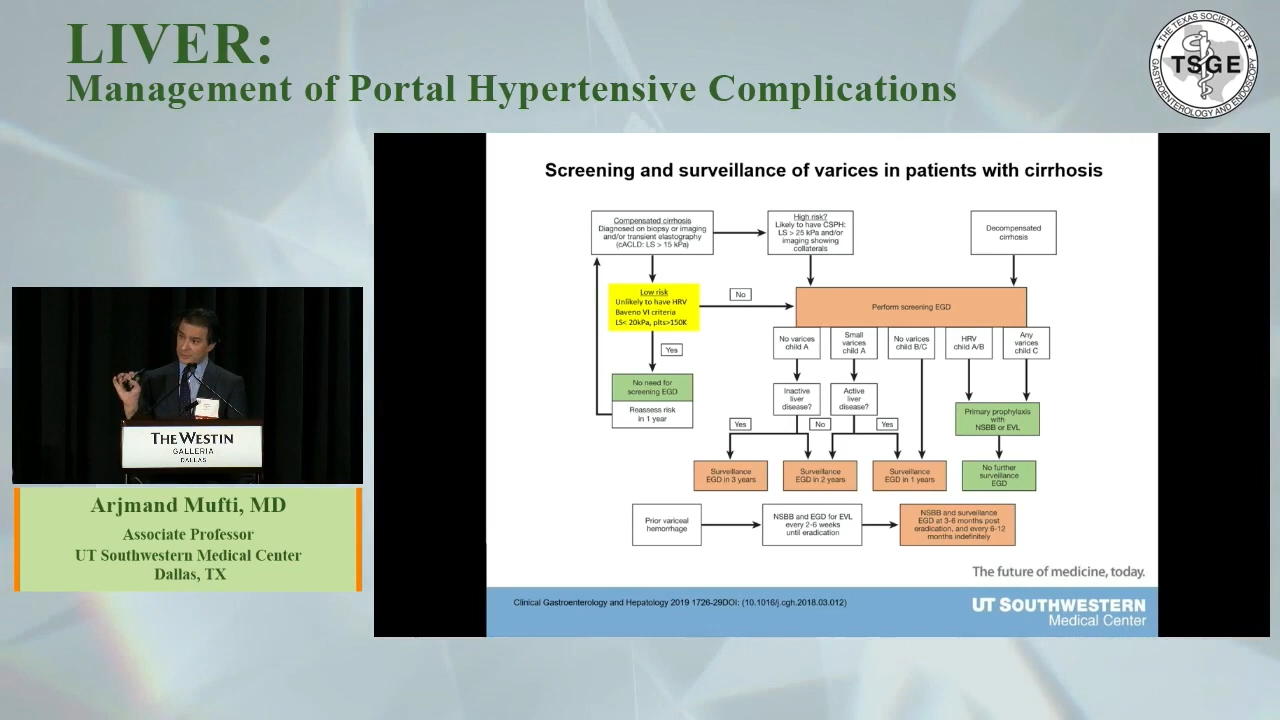 LIVER:
Management of Portal Hypertensive Complications
THE TEXAS SOCIETY FOR
TSGE
GASTROENTEROLOGY AND ENDOSCOPY
Screening and surveillance of varices in patients with cirrhosis
Compensated cirrhosis
Diagnosed on biopsy or imaging
and/or transient elastography
(cACLD: LS > 15 kPa)
High risk?
Likely to have CSPH:
LS > 25 kPa and/or
imaging showing
collaterals
Decompensated
cirrhosis
Low risk
Unlikely to have HRV
Baveno VI criteria
LS< 20kPa, plts>150K
No
Perform screening EGD
No varices
child A
Small
varices
child A
No varices
child B/C
HRV
child A/B
Any
varices
child C
Yes
No need for
screening EGD
Reassess risk
in 1 year
Inactive
liver
disease?
Active
liver
disease?
Primary prophylaxis
with
NSBB or EVL
Yes
No
Yes
Surveillance
EGD in 3 years
Surveillance
EGD in 2 years
Surveillance
EGD in 1 years
No further
surveillance
EGD
Prior variceal
hemorrhage
NSBB and EGD for EVL
every 2-6 weeks
until eradication
NSBB and surveillance
EGD at 3-6 months post
eradication, and every 6-12
months indefinitely
The future of medicine, today.
Clinical Gastroenterology and Hepatology 2019 1726-29DOI: (10.1016/j.cgh.2018.03.012)
UT SOUTHWESTERN
Medical Center
THE WESTIN
GALLERIA
DALLAS
Arjmand Mufti, MD
Associate Professor
UT Southwestern Medical Center
Dallas, TX